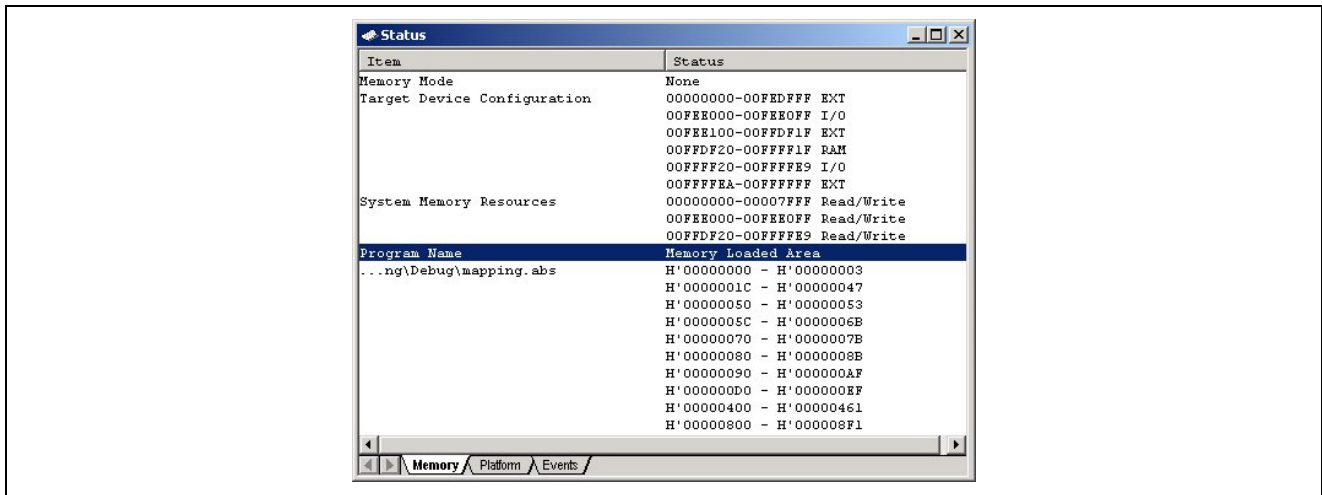 Status
Item Status
Memory Mode None
Target Device Configuration 00000000-00FEDFFF EXT
00FEE000-00FEE0FF I/O
00FEE100-00FFDF1F EXT
00FFDF20-00FFFF1F RAM
00FFFF20-00FFFFE9 I/O
00FFFFEA-00FFFFFF EXT
System Memory Resources 00000000-00007FFF Read/Write
00FEE000-00FEE0FF Read/Write
00FFDF20-00FFFFE9 Read/Write
Program Name Memory Loaded Area
...ng\Debug\mapping.abs H'00000000 - H'00000003
H'0000001C - H'00000047
H'00000050 - H'00000053
H'0000005C - H'0000006B
H'00000070 - H'0000007B
H'00000080 - H'0000008B
H'00000090 - H'000000AF
H'000000D0 - H'000000EF
H'00000400 - H'00000461
H'00000800 - H'000008F1
Memory Platform Events